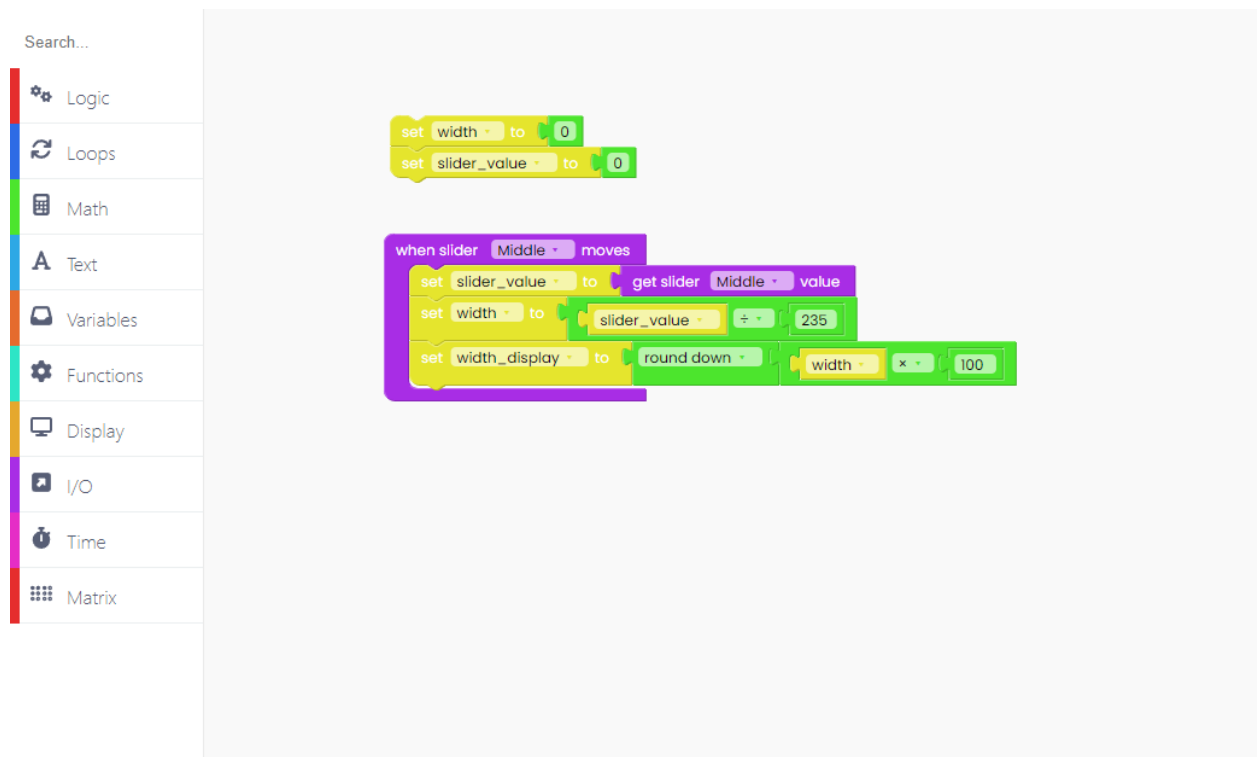 Search...
Logic
Loops
Math
Text
Variables
Functions
Display
I/O
Time
Matrix
set width to 0
set slider_value to 0
when slider Middle moves
set slider_value to get slider Middle value
set width to slider_value ÷ 235
set width_display to round down width × 100